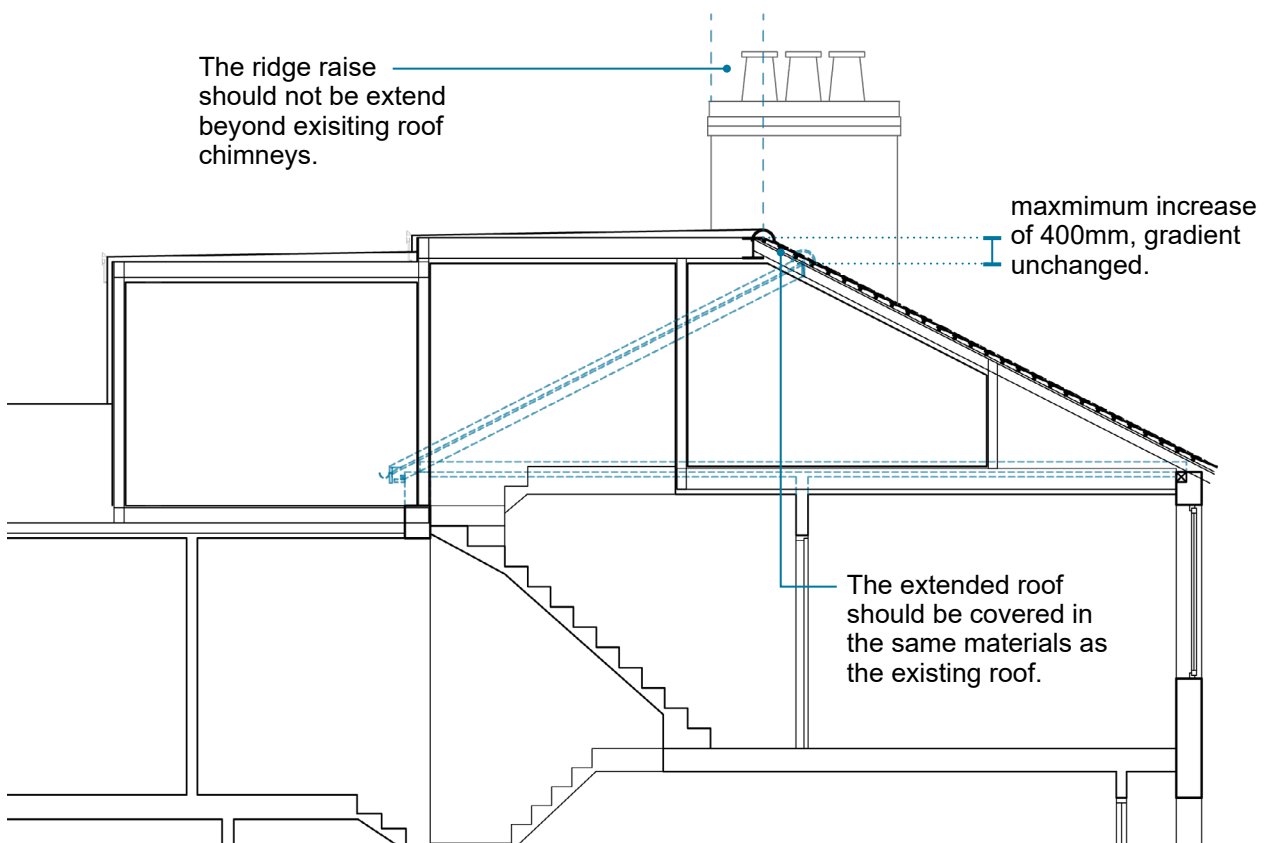 The ridge raise
should not be extend
beyond exisiting roof
chimneys.
maxmimum increase
of 400mm, gradient
unchanged.
The extended roof
should be covered in
the same materials as
the existing roof.